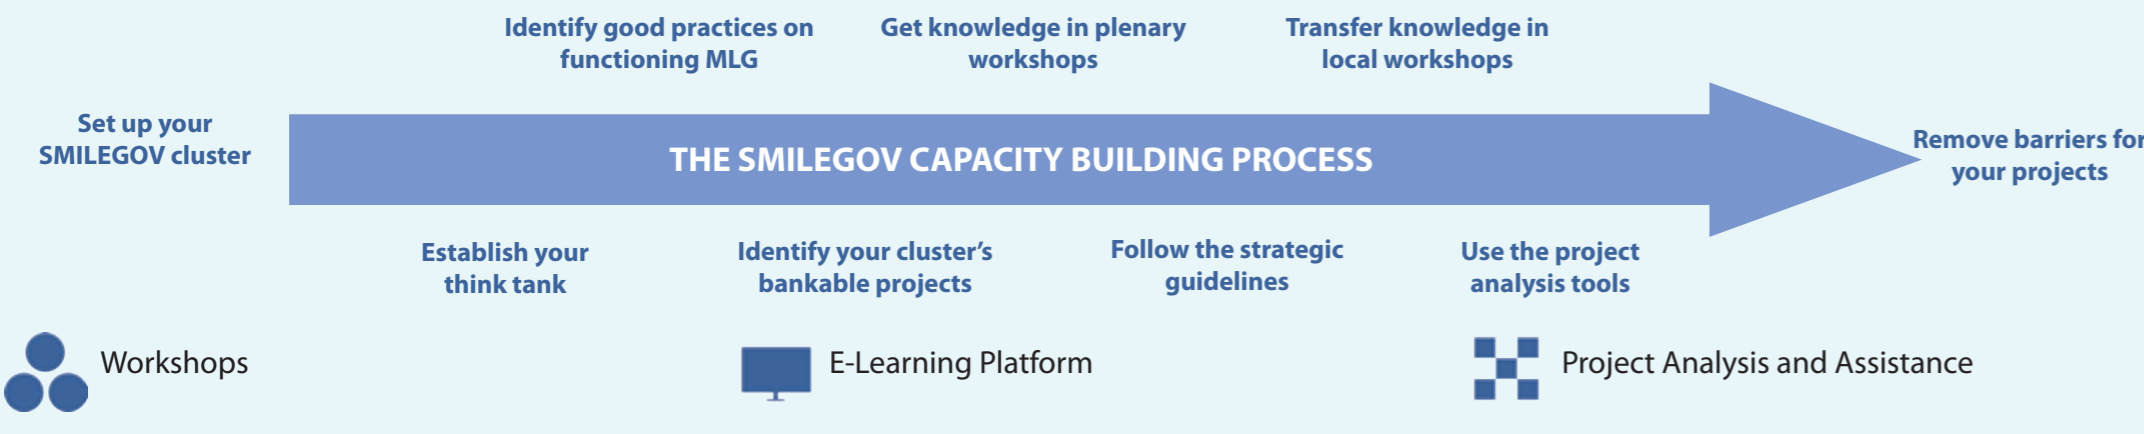 Identify good practices on
functioning MLG
Get knowledge in plenary
workshops
Transfer knowledge in
local workshops
Set up your
SMILEGOV cluster
THE SMILEGOV CAPACITY BUILDING PROCESS
Remove barriers for
your projects
Establish your
think tank
Identify your cluster's
bankable projects
Follow the strategic
guidelines
Use the project
analysis tools
Workshops
E-Learning Platform
Project Analysis and Assistance